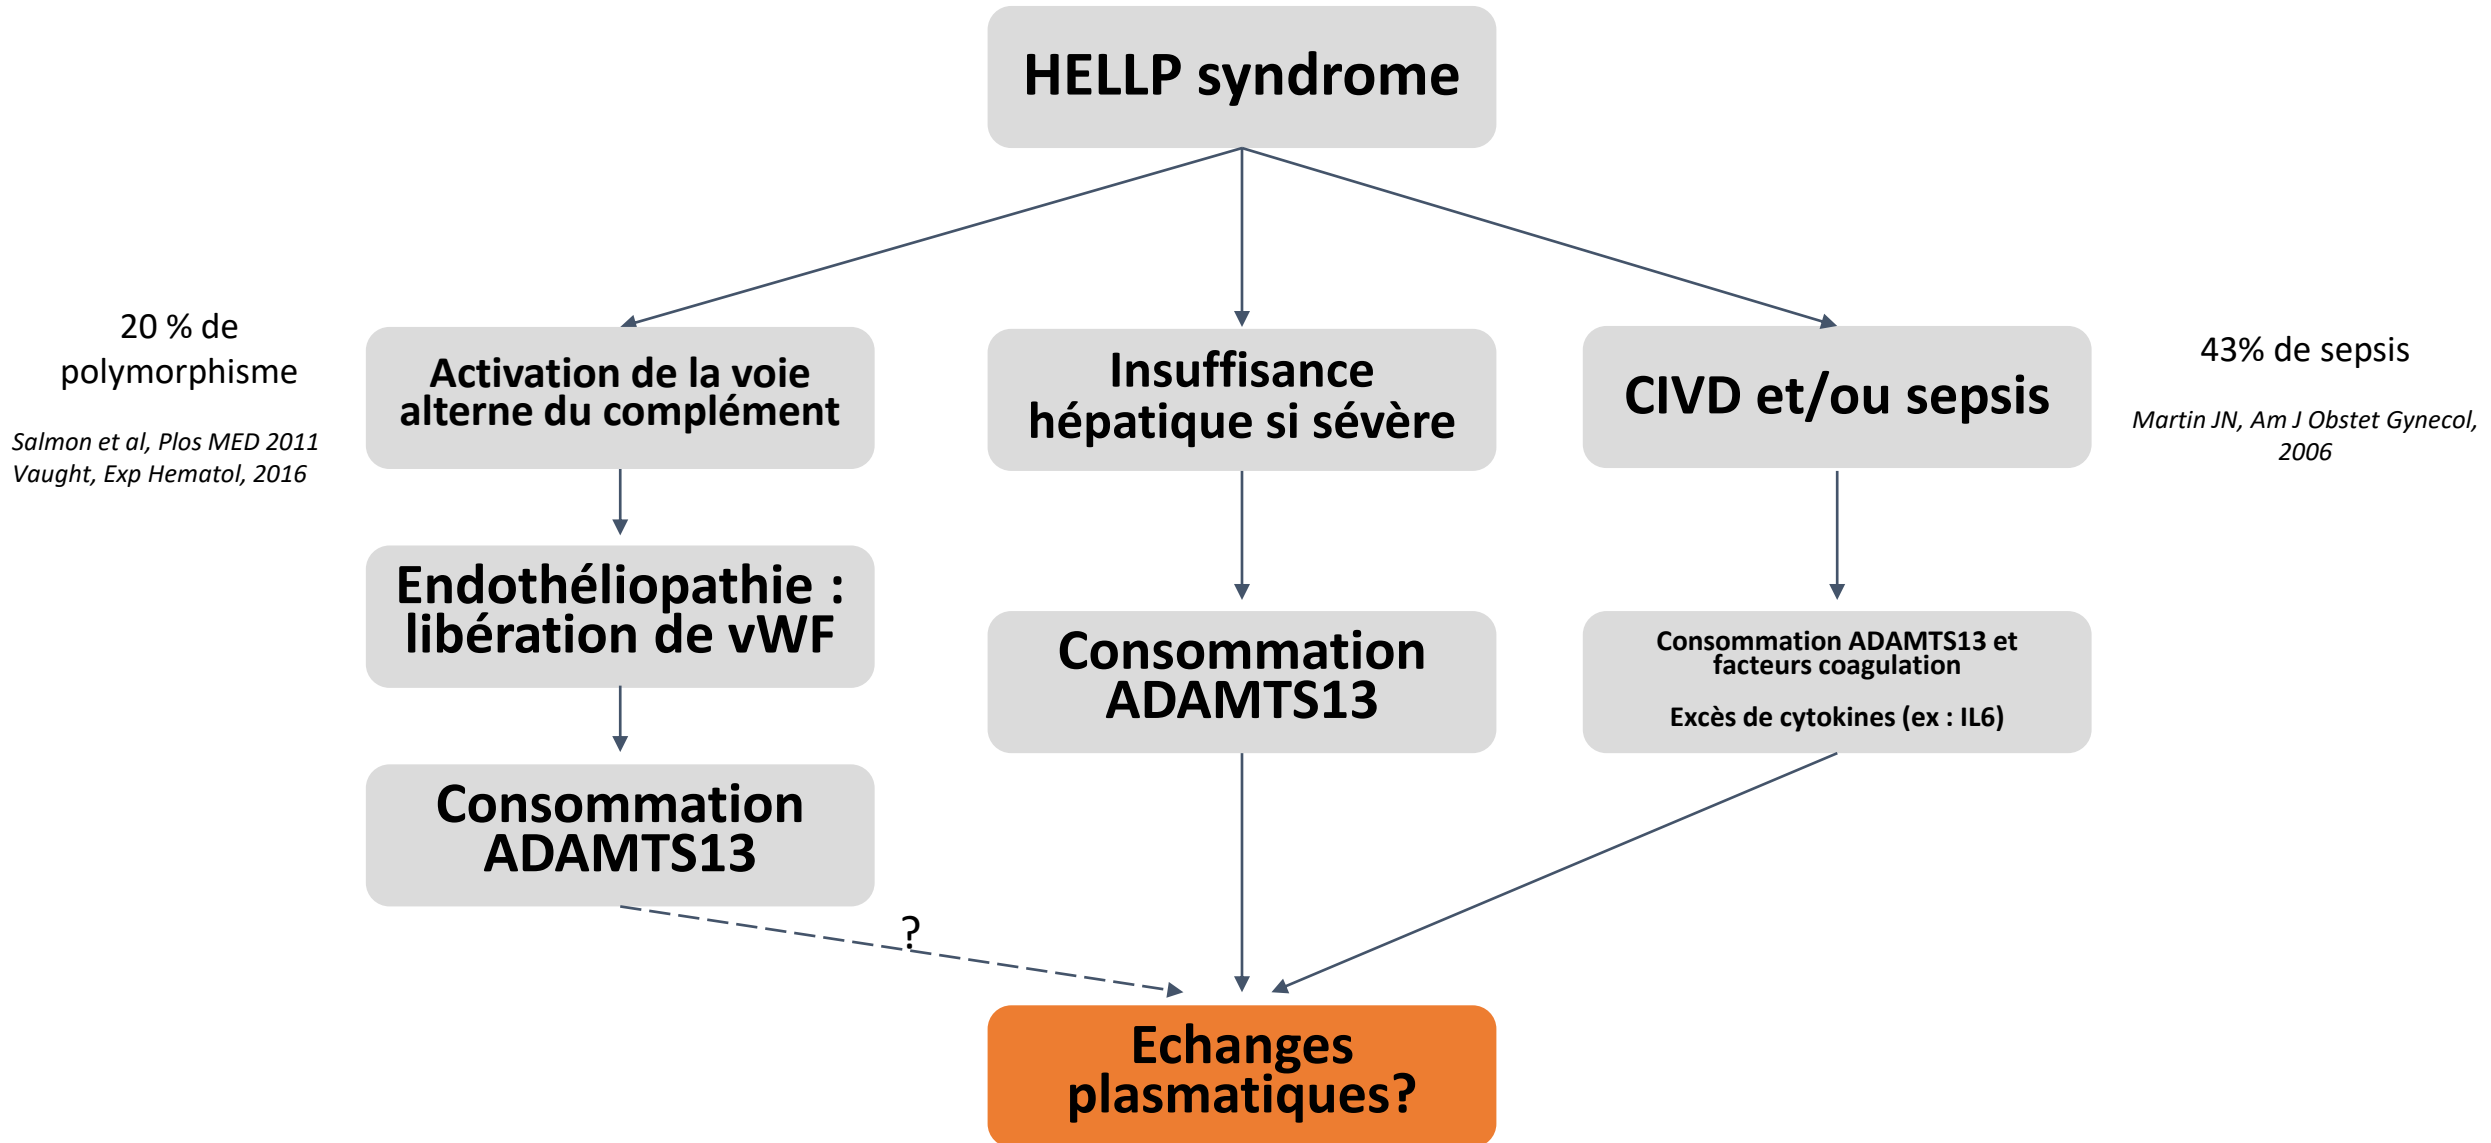 HELLP syndrome
20 % de
polymorphisme
Salmon et al, Plos MED 2011
Vaught, Exp Hematol, 2016
Activation de la voie
alterne du complément
Insuffisance
hépatique si sévère
CIVD et/ou sepsis
43% de sepsis
Martin JN, Am J Obstet Gynecol,
2006
Endothéliopathie :
libération de vWF
Consommation
ADAMTS13
Consommation ADAMTS13 et
facteurs coagulation
Excès de cytokines (ex : IL6)
Consommation
ADAMTS13
?
Echanges
plasmatiques?